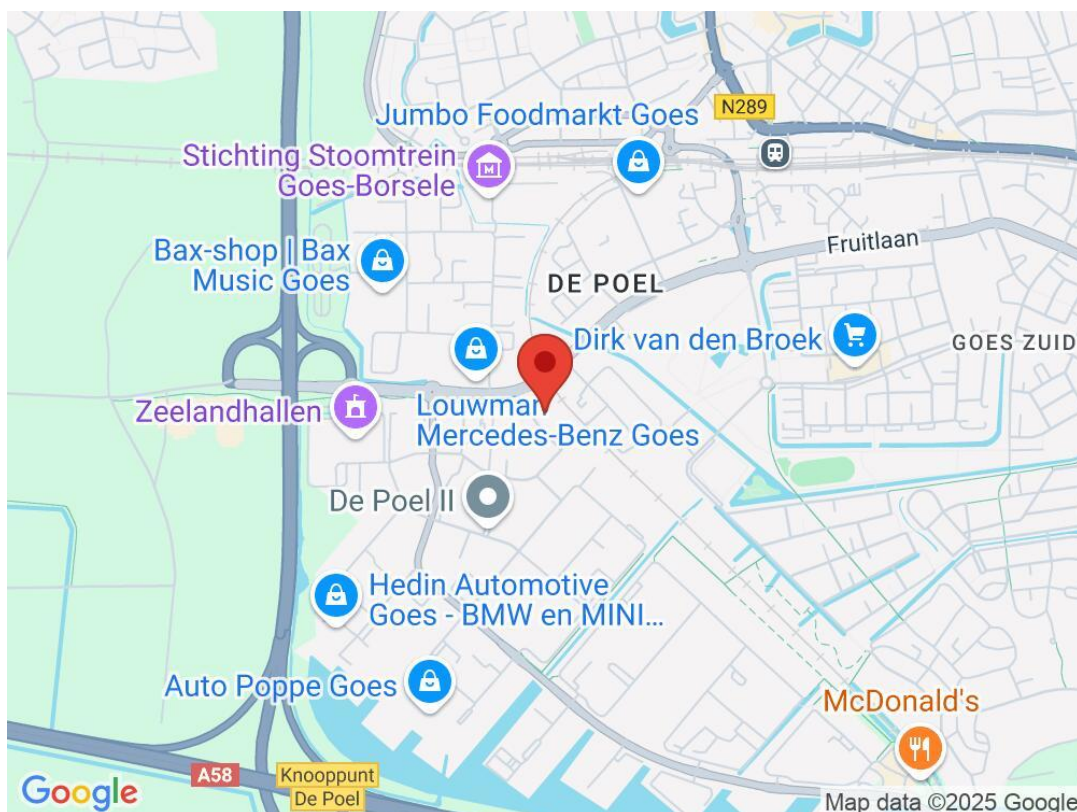 Jumbo Foodmarkt Goes
N289
Stichting Stoomtrein
Goes-Borsele
Fruitlaan
Bax-shop | Bax
Music Goes
DE POEL
Dirk van den Broek
GOES ZUID
Zeelandhallen
Louwman
Mercedes-Benz Goes
De Poel II
Hedin Automotive
Goes - BMW en MINI...
Auto Poppe Goes
McDonald's
A58
Knooppunt
De Poel
Google
Map data ©2025 Google